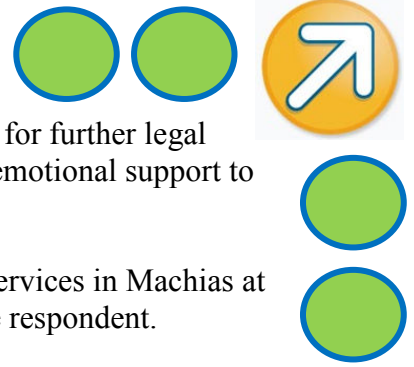 for further legal
emotional support to
ervices in Machias at
e respondent.